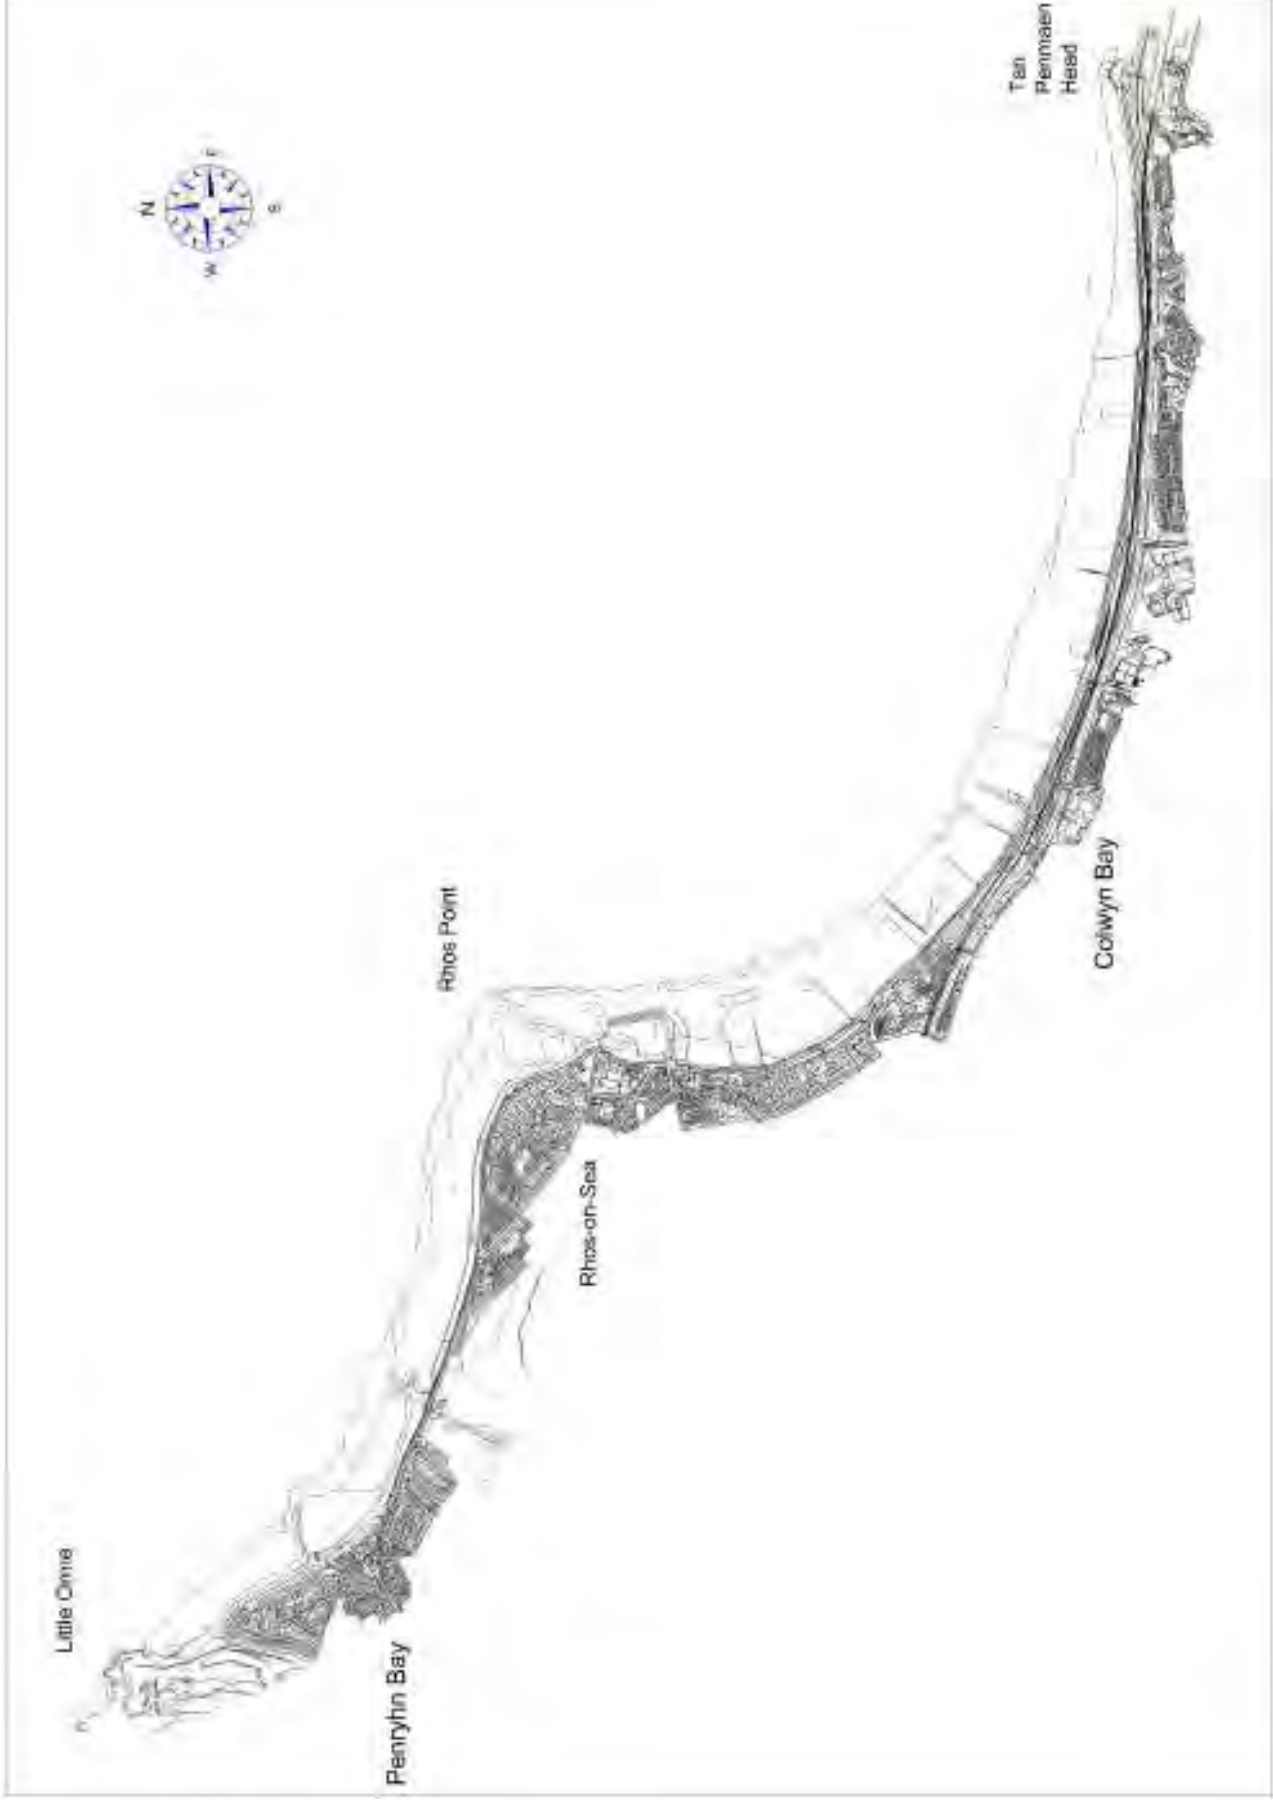 Little Orme
Penryhn Bay
Rhos-on-Sea
Rhos Point
Colwyn Bay
Tan
Penmaen
Head
N
E
S
W